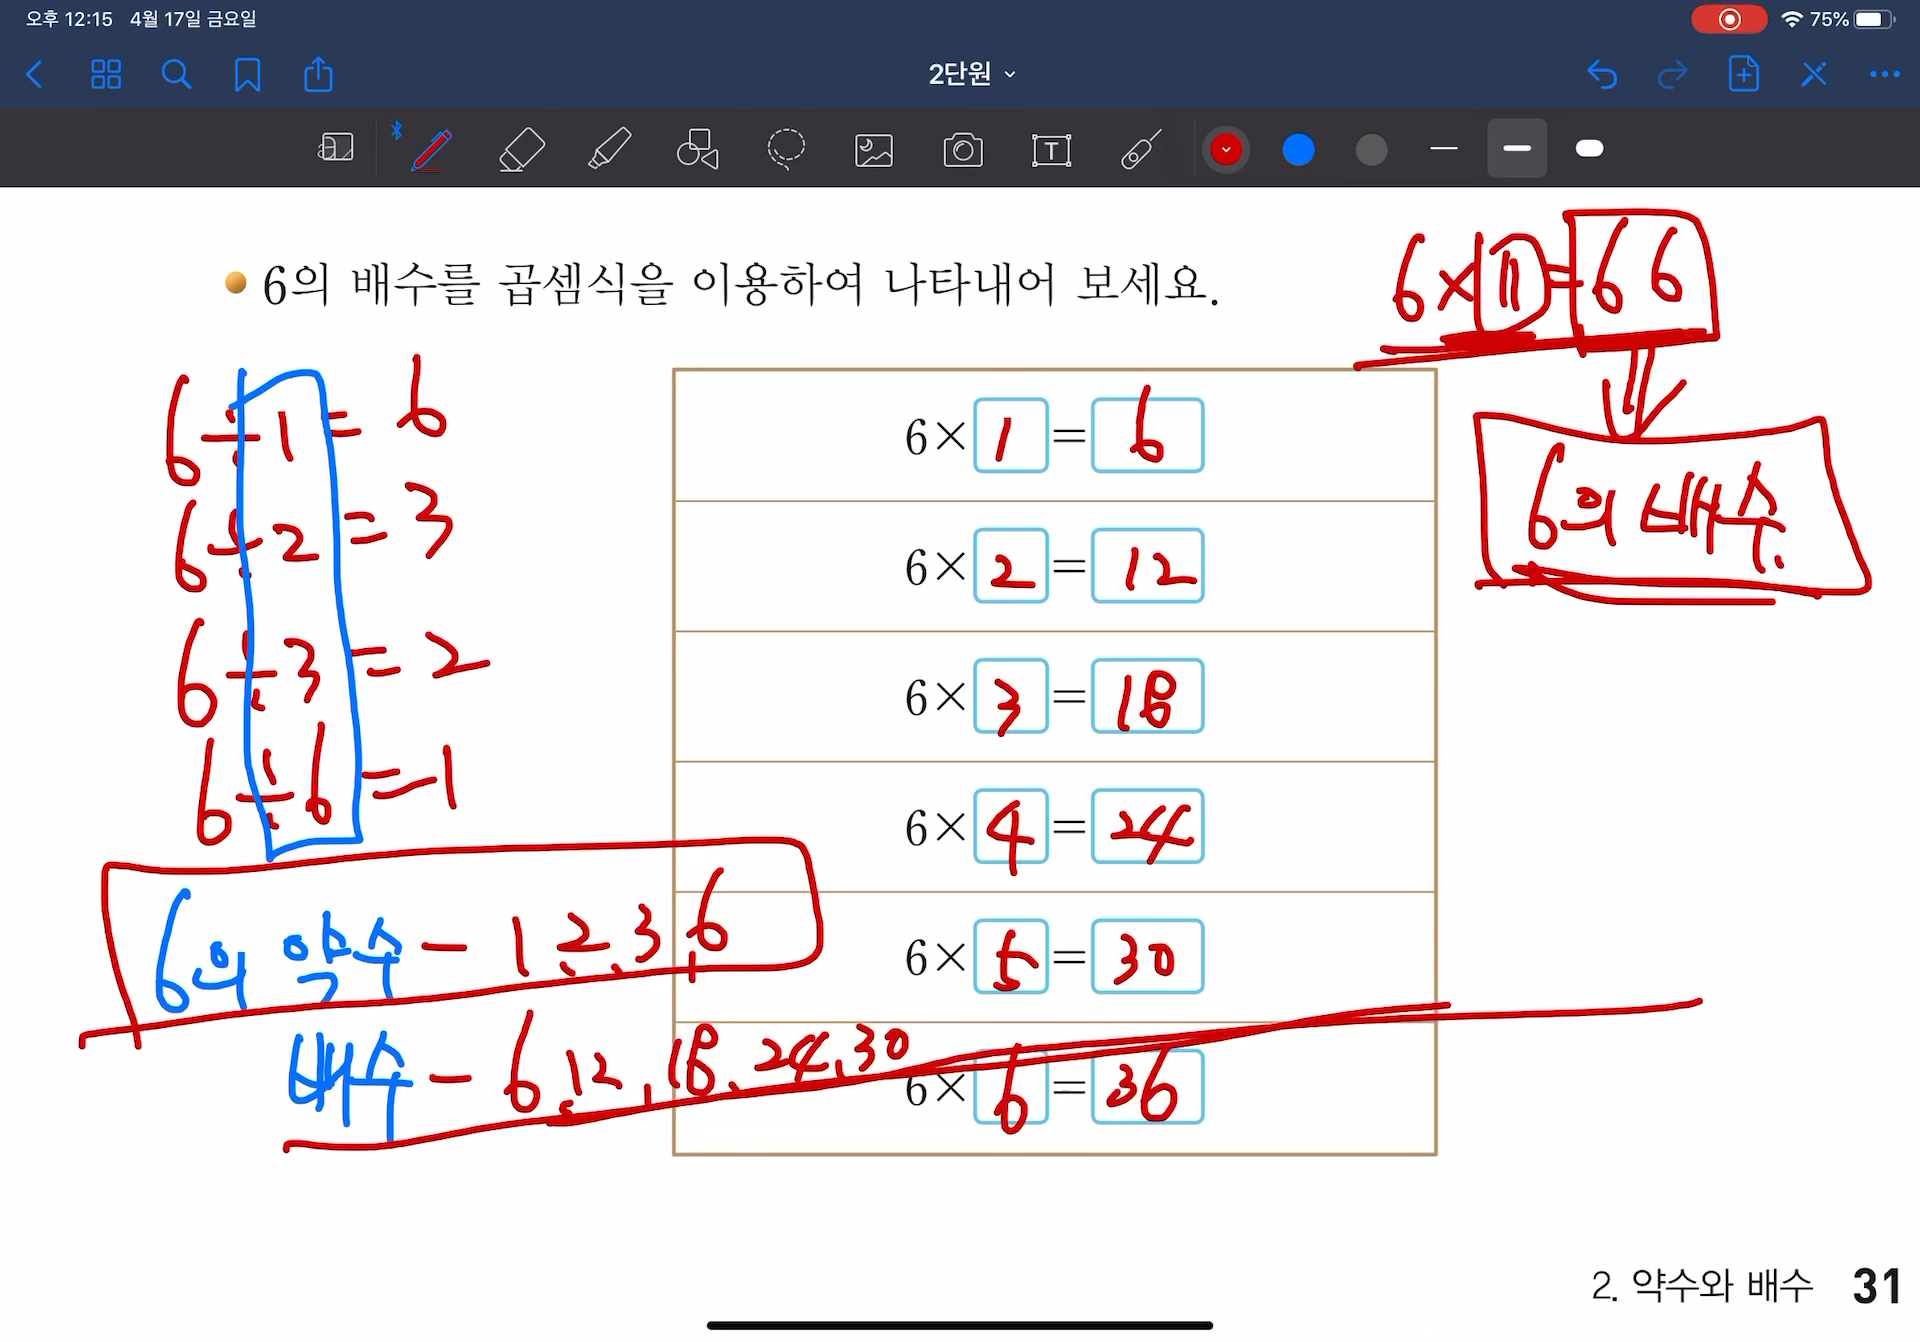 오후 12:15 4월 17일 금요일
75%
2단원
6의 배수를 곱셈식을 이용하여 나타내어 보세요.
6×11=66
6의 배수.
6÷1=6
6÷2=3
6÷3=2
6÷6=1
6×1=6
6×2=12
6×3=18
6×4=24
6×5=30
6×6=36
6의 약수 - 1, 2, 3, 6
배수 - 6, 12, 18, 24, 30
2. 약수와 배수 31